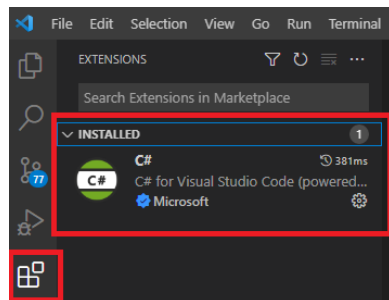 File Edit Selection View Go Run Terminal
EXTENSIONS
Search Extensions in Marketplace
INSTALLED 1
C# 381ms
C# C# for Visual Studio Code (powered...
Microsoft
77